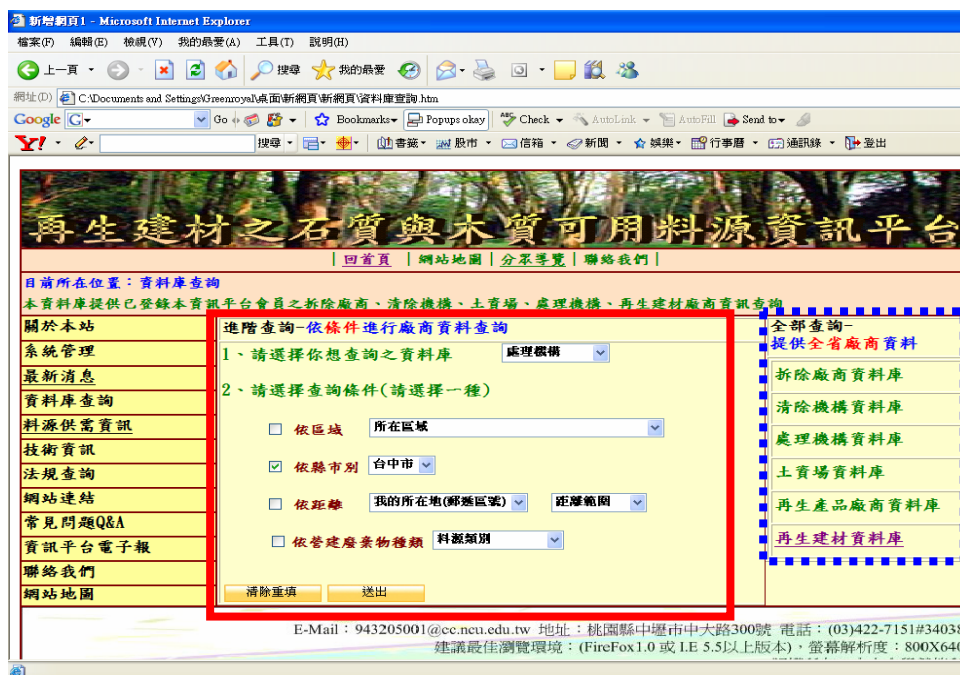 新增網頁1 - Microsoft Internet Explorer
檔案(F) 編輯(E) 檢視(V) 我的最愛(A) 工具(T) 說明(H)
上一頁 搜尋 我的最愛
網址(D) C:\Documents and Settings\Greenroyal\桌面\新網頁\新網頁\資料庫查詢.htm
Google G Go Bookmarks Popups okay Check AutoLink AutoFill Send to
Y! 搜尋 書籤 股市 信箱 新聞 娛樂 行事曆 通訊錄 登出
再生建材之石質與木質可用料源資訊平台
| 回首頁 | 網站地圖 | 分眾導覽 | 聯絡我們 |
目前所在位置：資料庫查詢
本資料庫提供已登錄本資訊平台會員之拆除廠商、清除機構、土資場、處理機構、再生建材廠商資訊查詢
關於本站
系統管理
最新消息
資料庫查詢
料源供需資訊
技術資訊
法規查詢
網站連結
常見問題Q&A
資訊平台電子報
聯絡我們
網站地圖
進階查詢-依條件進行廠商資料查詢
1、請選擇你想查詢之資料庫 處理機構
2、請選擇查詢條件(請選擇一種)
依區域 所在區域
依縣市別 台中市
依距離 我的所在地(郵遞區號) 距離範圍
依營建廢棄物種類 料源類別
清除重填 送出
全部查詢-
提供全省廠商資料
拆除廠商資料庫
清除機構資料庫
處理機構資料庫
土資場資料庫
再生產品廠商資料庫
再生建材資料庫
E-Mail：943205001@cc.ncu.edu.tw 地址：桃園縣中壢市中大路300號 電話：(03)422-7151#34038
建議最佳瀏覽環境：(FireFox1.0 或 I.E 5.5以上版本)，螢幕解析度：800X640